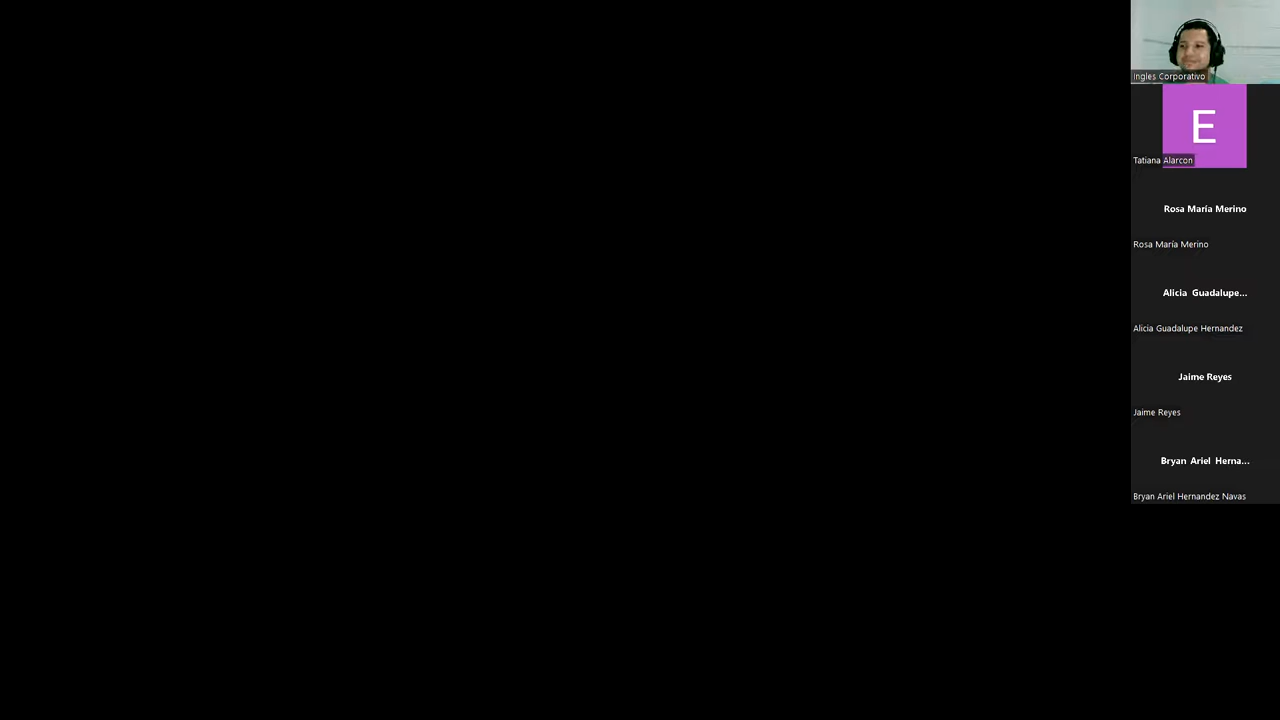 Ingles Corporativo
E
Tatiana Alarcon
Rosa María Merino
Rosa María Merino
Alicia Guadalupe...
Alicia Guadalupe Hernandez
Jaime Reyes
Jaime Reyes
Bryan Ariel Herna...
Bryan Ariel Hernandez Navas